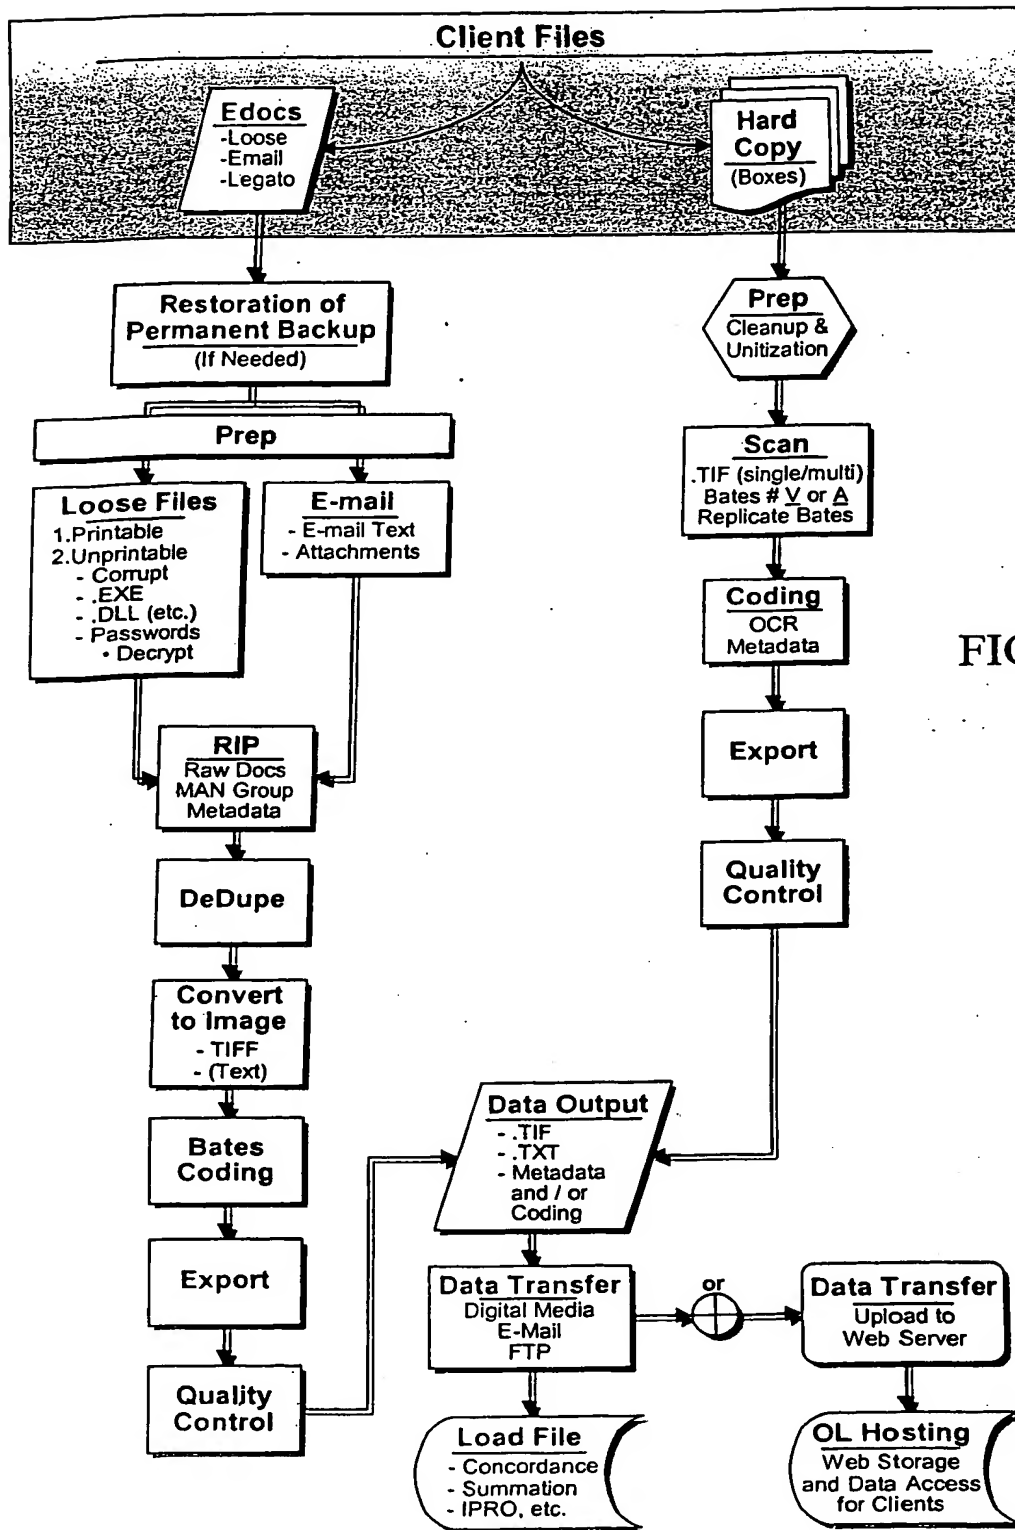 Client Files
Edocs
-Loose
-Email
-Legato
Hard
Copy
(Boxes)
Restoration of
Permanent Backup
(If Needed)
Prep
Loose Files
1.Printable
2.Unprintable
- Corrupt
- .EXE
- .DLL (etc.)
- Passwords
• Decrypt
E-mail
- E-mail Text
- Attachments
RIP
Raw Docs
MAN Group
Metadata
DeDupe
Convert
to Image
- TIFF
- (Text)
Bates
Coding
Export
Quality
Control
Prep
Cleanup &
Unitization
Scan
.TIF (single/multi)
Bates # V or A
Replicate Bates
Coding
OCR
Metadata
Export
Quality
Control
FIG
Data Output
- .TIF
- .TXT
- Metadata
and / or
Coding
Data Transfer
Digital Media
E-Mail
FTP
or
Data Transfer
Upload to
Web Server
Load File
- Concordance
- Summation
- IPRO, etc.
OL Hosting
Web Storage
and Data Access
for Clients